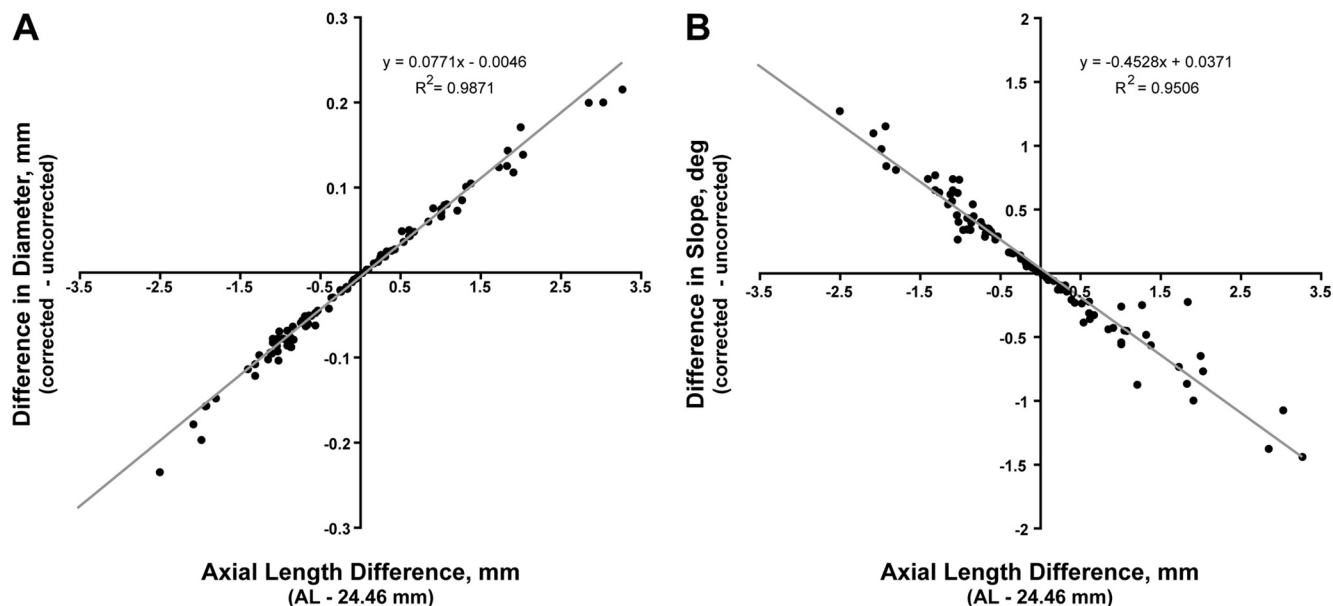 A
0.3
y = 0.0771x - 0.0046
R² = 0.9871
0.2
0.1
Difference in Diameter, mm
(corrected - uncorrected)
-3.5 -2.5 -1.5 -0.5 0.5 1.5 2.5 3.5
-0.1
-0.2
-0.3
Axial Length Difference, mm
(AL - 24.46 mm)
B
2
y = -0.4528x + 0.0371
R² = 0.9506
1.5
1
0.5
Difference in Slope, deg
(corrected - uncorrected)
-3.5 -2.5 -1.5 -0.5 0.5 1.5 2.5 3.5
-0.5
-1
-1.5
-2
Axial Length Difference, mm
(AL - 24.46 mm)